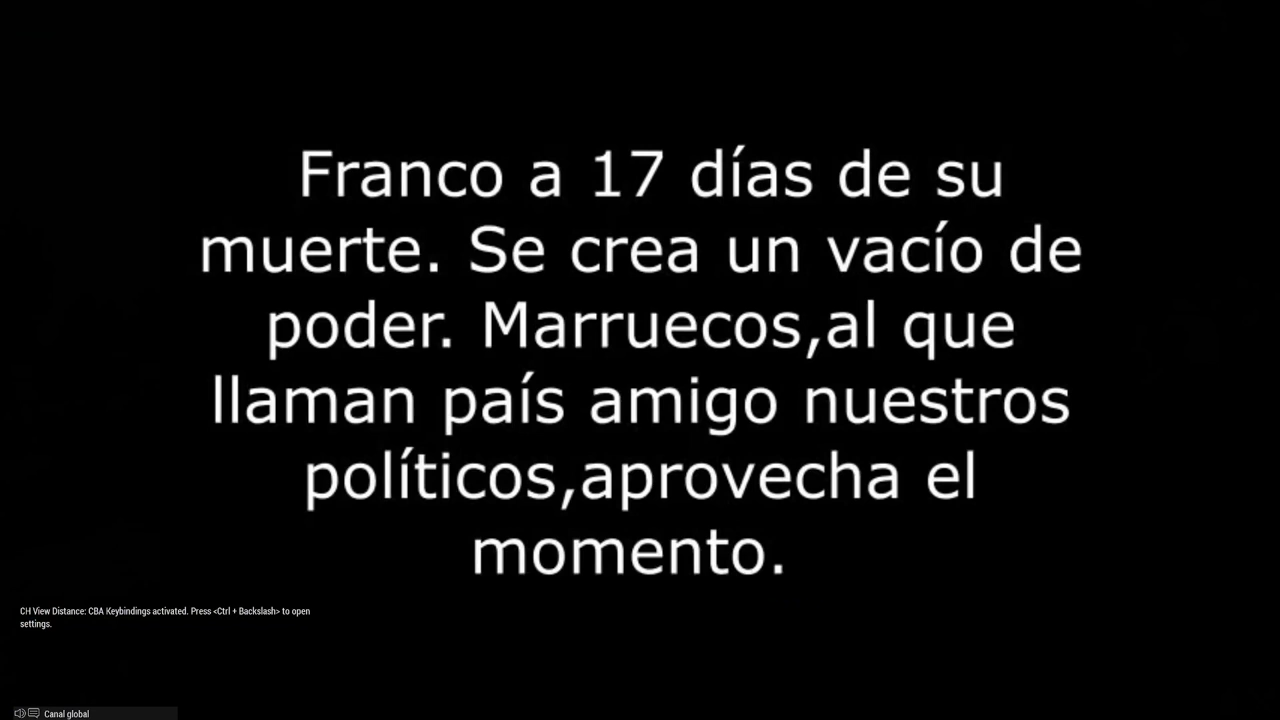 Franco a 17 días de su
muerte. Se crea un vacío de
poder. Marruecos,al que
llaman país amigo nuestros
políticos,aprovecha el
momento.
CH View Distance: CBA Keybindings activated. Press <Ctrl + Backslash> to open
settings.
Canal global